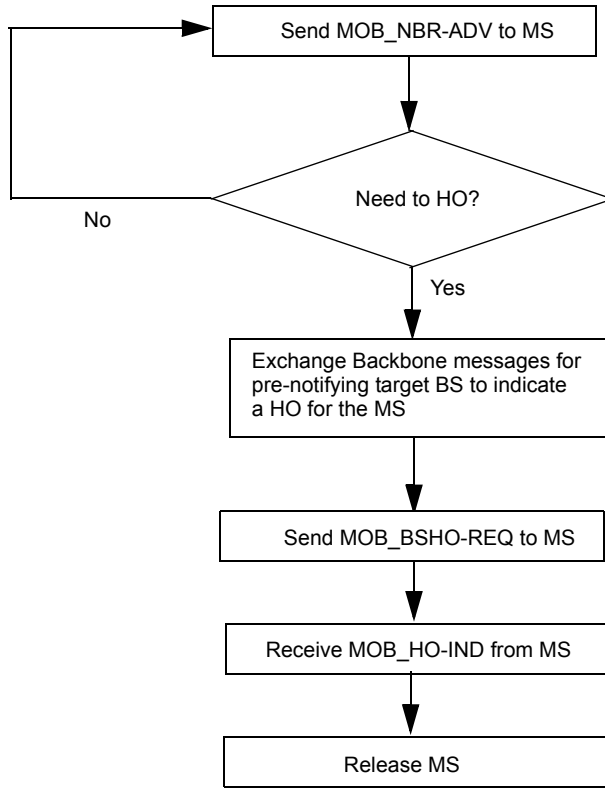 Send MOB_NBR-ADV to MS
Need to HO?
No
Yes
Exchange Backbone messages for
pre-notifying target BS to indicate
a HO for the MS
Send MOB_BSHO-REQ to MS
Receive MOB_HO-IND from MS
Release MS